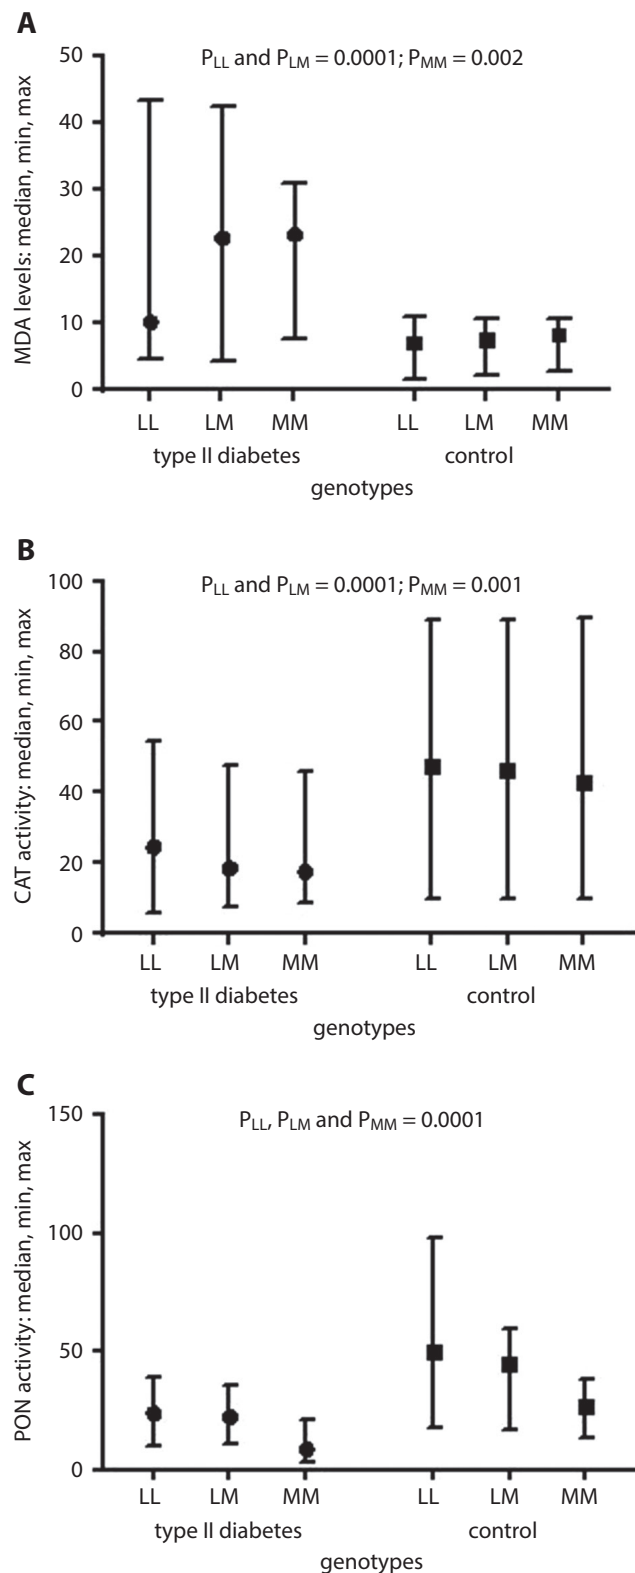 A
P_LL and P_LM = 0.0001; P_MM = 0.002
MDA levels: median, min, max
50
40
30
20
10
0
LL LM MM LL LM MM
type II diabetes control
genotypes
B
P_LL and P_LM = 0.0001; P_MM = 0.001
CAT activity: median, min, max
100
80
60
40
20
0
LL LM MM LL LM MM
type II diabetes control
genotypes
C
P_LL, P_LM and P_MM = 0.0001
PON activity: median, min, max
150
100
50
0
LL LM MM LL LM MM
type II diabetes control
genotypes